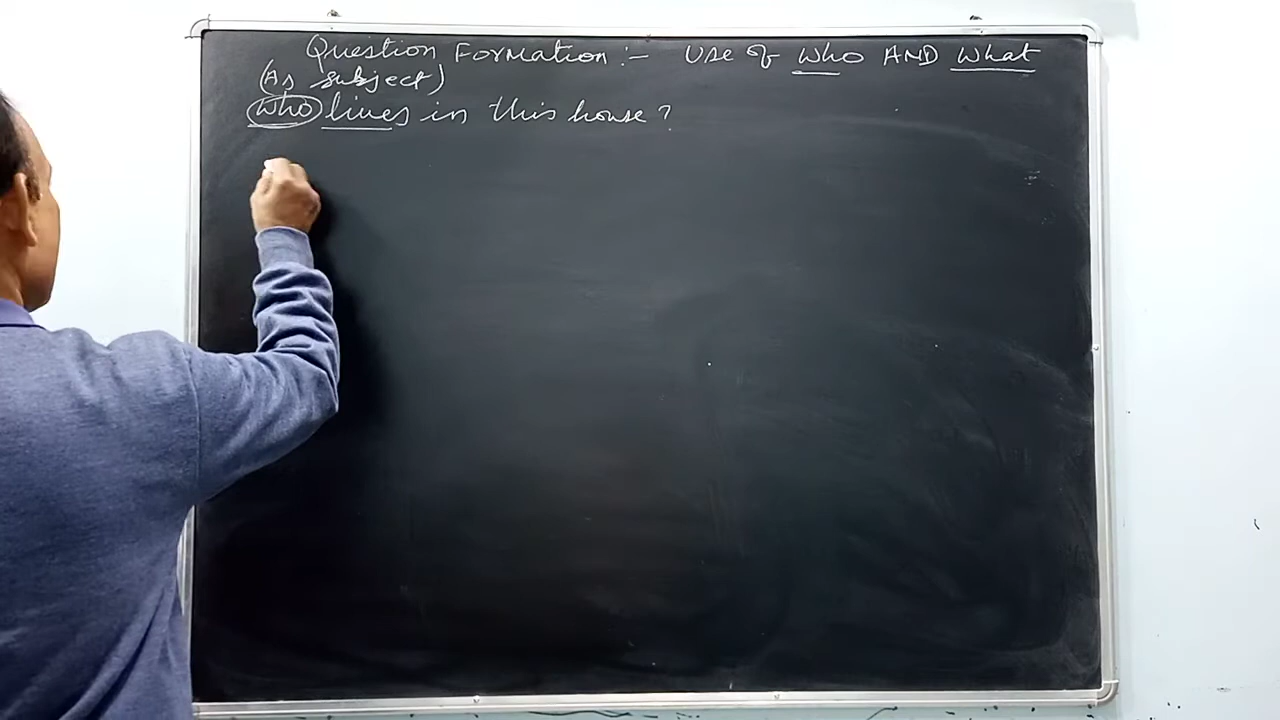 Question Formation :- Use of Who AND What
(As subject)
Who lives in this house?